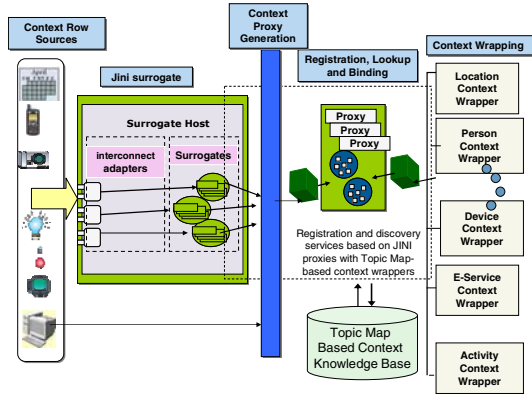 Context Row
Sources
Jini surrogate
Context
Proxy
Generation
Registration, Lookup
and Binding
Context Wrapping
April
Surrogate Host
interconnect
adapters
Surrogates
Proxy
Proxy
Proxy
Registration and discovery
services based on JINI
proxies with Topic Map-
based context wrappers
Topic Map
Based Context
Knowledge Base
Location
Context
Wrapper
Person
Context
Wrapper
Device
Context
Wrapper
E-Service
Context
Wrapper
Activity
Context
Wrapper